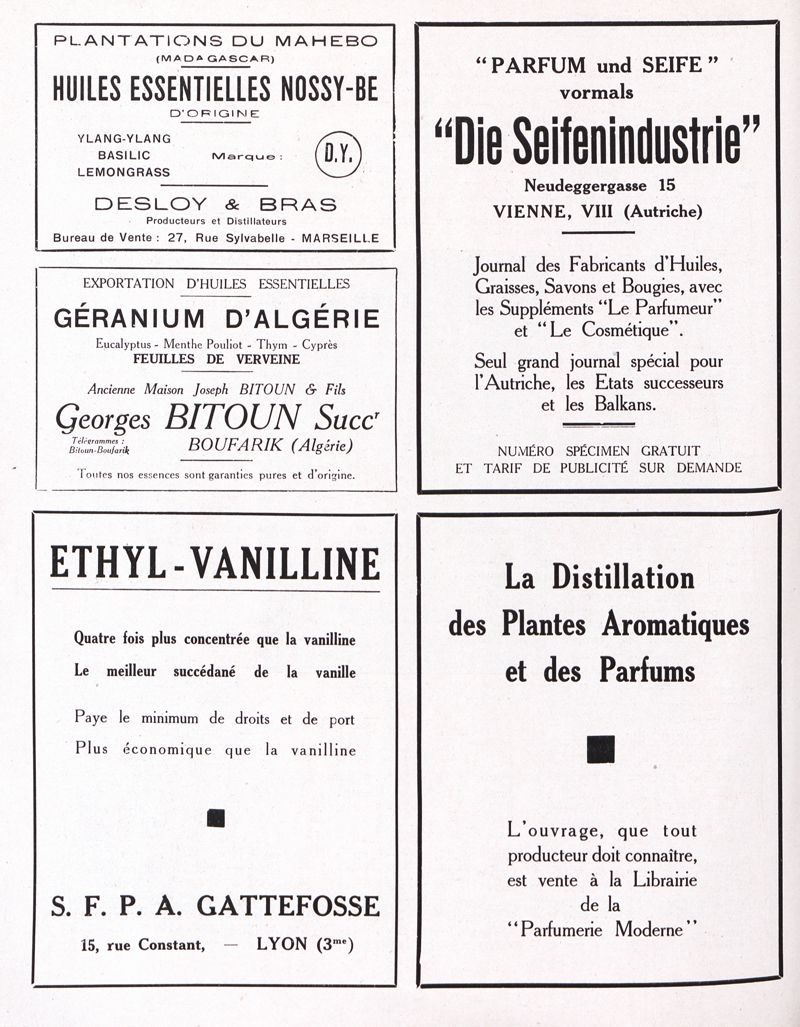 PLANTATIONS DU MAHEBO
(MADAGASCAR)
HUILES ESSENTIELLES NOSSY-BE
D'ORIGINE
YLANG-YLANG
BASILIC
LEMONGRASS
Marque :
D.Y.
DESLOY & BRAS
Producteurs et Distillateurs
Bureau de Vente : 27, Rue Sylvabelle - MARSEILLE
EXPORTATION D'HUILES ESSENTIELLES
GÉRANIUM D'ALGÉRIE
Eucalyptus - Menthe Pouliot - Thym - Cyprès
FEUILLES DE VERVEINE
Ancienne Maison Joseph BITOUN & Fils
Georges BITOUN Succr
Télégrammes :
Bitoun-Boufarik
BOUFARIK (Algérie)
Toutes nos essences sont garanties pures et d'origine.
ETHYL-VANILLINE
Quatre fois plus concentrée que la vanilline
Le meilleur succédané de la vanille
Paye le minimum de droits et de port
Plus économique que la vanilline
S. F. P. A. GATTEFOSSE
15, rue Constant, — LYON (3me)
"PARFUM und SEIFE"
vormals
"Die Seifenindustrie"
Neudeggergasse 15
VIENNE, VIII (Autriche)
Journal des Fabricants d'Huiles,
Graisses, Savons et Bougies, avec
les Suppléments "Le Parfumeur"
et "Le Cosmétique".
Seul grand journal spécial pour
l'Autriche, les Etats successeurs
et les Balkans.
NUMÉRO SPÉCIMEN GRATUIT
ET TARIF DE PUBLICITÉ SUR DEMANDE
La Distillation
des Plantes Aromatiques
et des Parfums
L'ouvrage, que tout
producteur doit connaître,
est vente à la Librairie
de la
"Parfumerie Moderne"